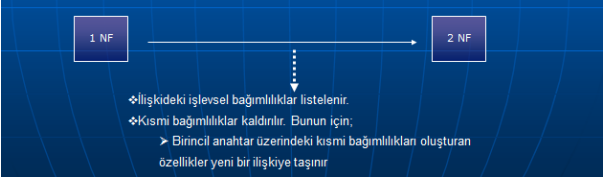 1 NF
2 NF
❖İlişkideki işlevsel bağımlılıklar listelenir.
❖Kısmi bağımlılıklar kaldırılır. Bunun için;
➢ Birincil anahtar üzerindeki kısmi bağımlılıkları oluşturan
özellikler yeni bir ilişkiye taşınır